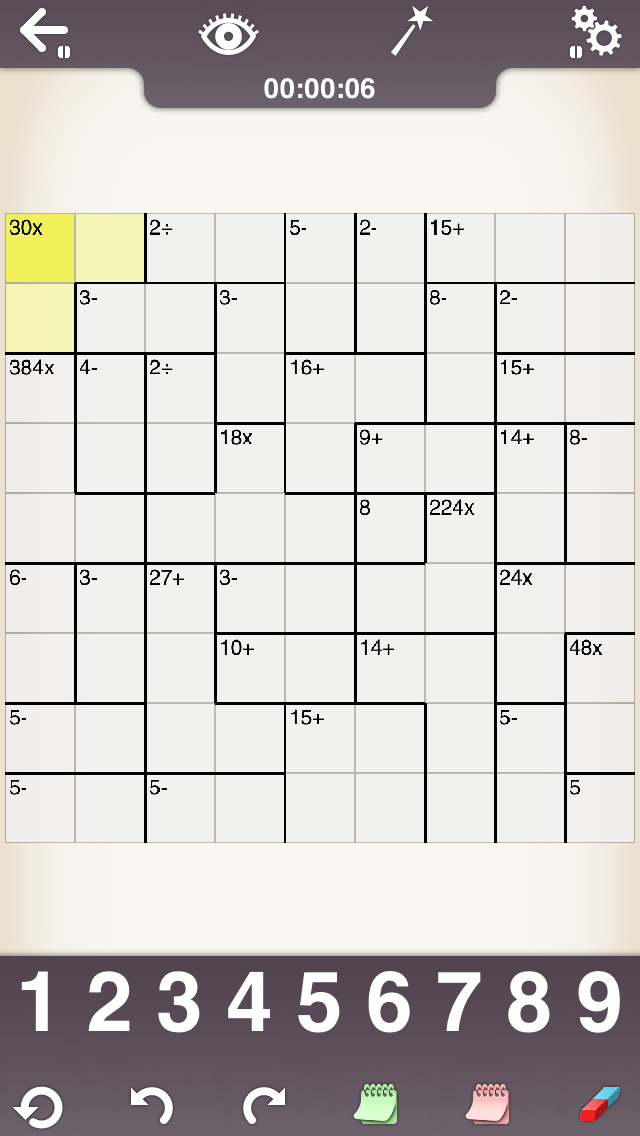 00:00:06
30x 2÷ 5- 2- 15+
3- 3- 8- 2-
384x 4- 2÷ 16+ 15+
18x 9+ 14+ 8-
8 224x
6- 3- 27+ 3- 24x
10+ 14+ 48x
5- 15+ 5-
5- 5- 5
1 2 3 4 5 6 7 8 9